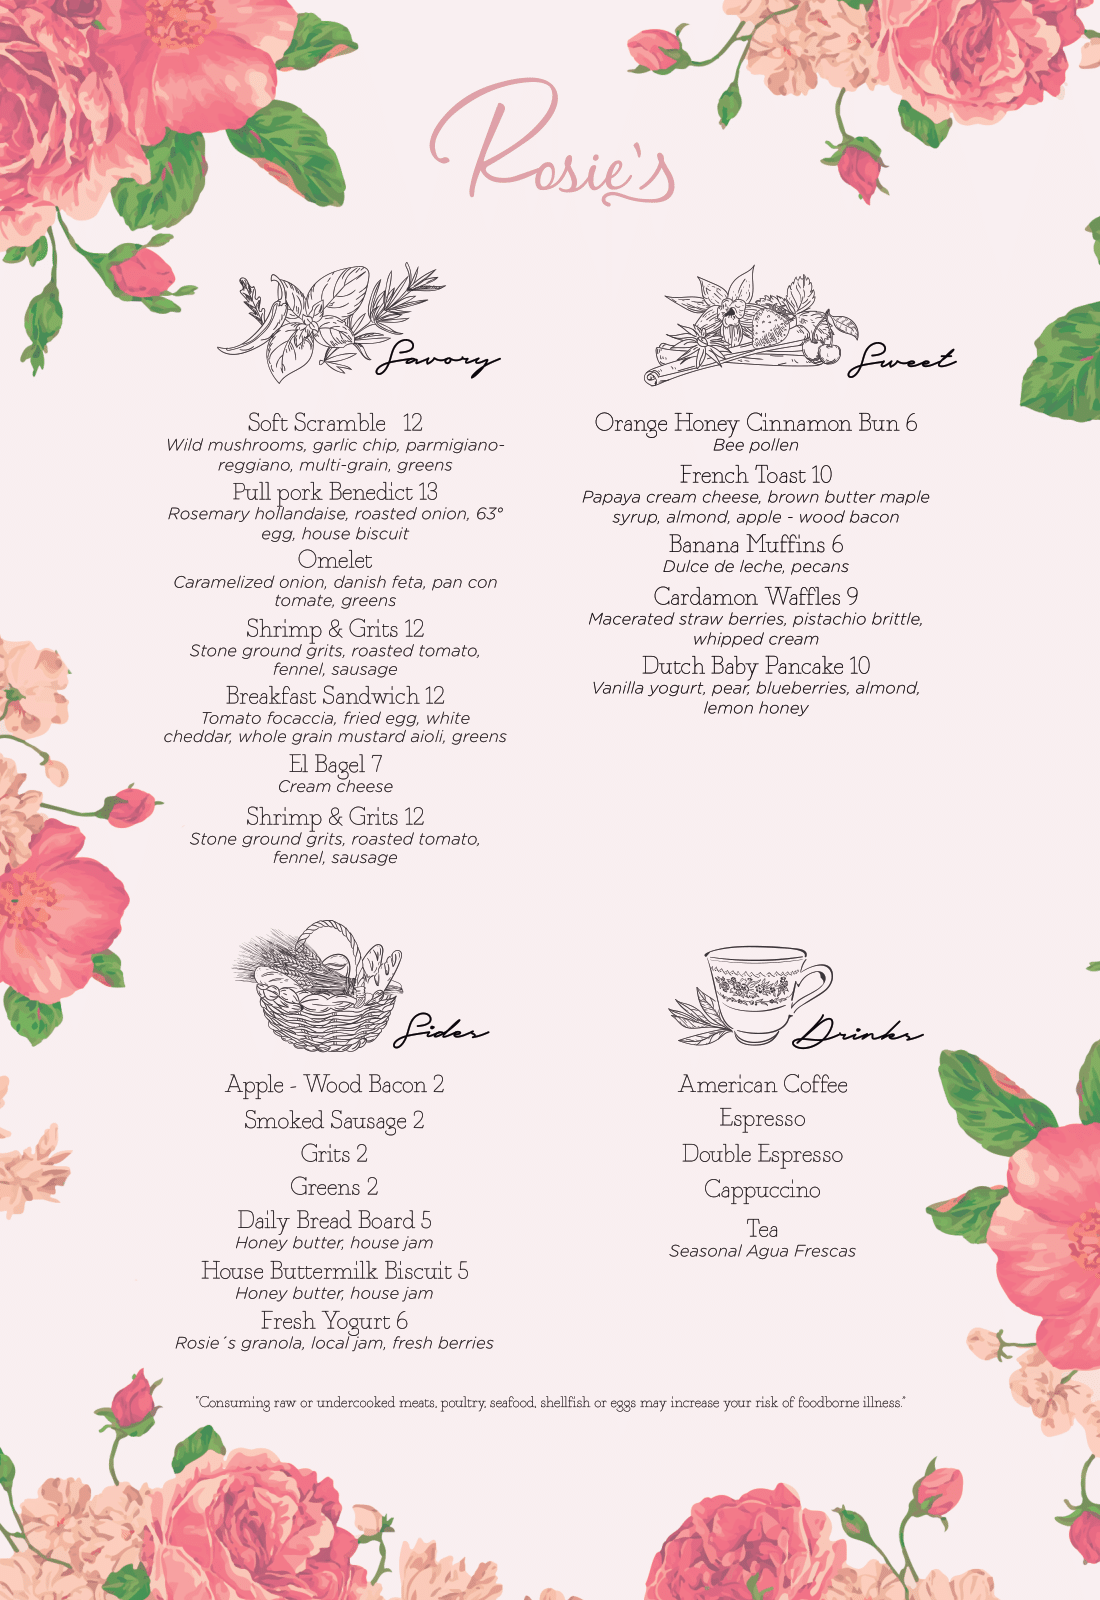 Rosie's
Savory
Soft Scramble 12
Wild mushrooms, garlic chip, parmigiano-
reggiano, multi-grain, greens
Pull pork Benedict 13
Rosemary hollandaise, roasted onion, 63°
egg, house biscuit
Omelet
Caramelized onion, danish feta, pan con
tomate, greens
Shrimp & Grits 12
Stone ground grits, roasted tomato,
fennel, sausage
Breakfast Sandwich 12
Tomato focaccia, fried egg, white
cheddar, whole grain mustard aioli, greens
El Bagel 7
Cream cheese
Shrimp & Grits 12
Stone ground grits, roasted tomato,
fennel, sausage
Sweet
Orange Honey Cinnamon Bun 6
Bee pollen
French Toast 10
Papaya cream cheese, brown butter maple
syrup, almond, apple - wood bacon
Banana Muffins 6
Dulce de leche, pecans
Cardamon Waffles 9
Macerated straw berries, pistachio brittle,
whipped cream
Dutch Baby Pancake 10
Vanilla yogurt, pear, blueberries, almond,
lemon honey
Sides
Apple - Wood Bacon 2
Smoked Sausage 2
Grits 2
Greens 2
Daily Bread Board 5
Honey butter, house jam
House Buttermilk Biscuit 5
Honey butter, house jam
Fresh Yogurt 6
Rosie´s granola, local jam, fresh berries
Drinks
American Coffee
Espresso
Double Espresso
Cappuccino
Tea
Seasonal Agua Frescas
"Consuming raw or undercooked meats, poultry, seafood, shellfish or eggs may increase your risk of foodborne illness."